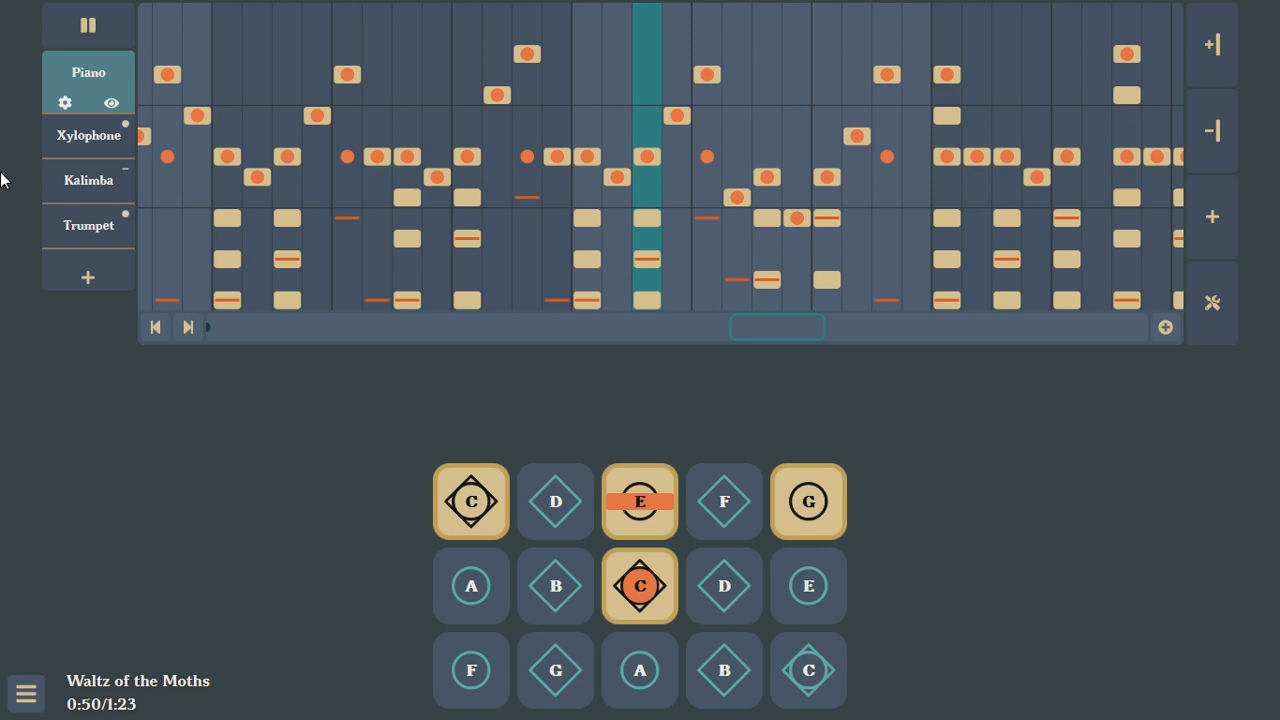 Piano
Xylophone
Kalimba
Trumpet
C D E F G
A B C D E
F G A B C
Waltz of the Moths
0:50/1:23